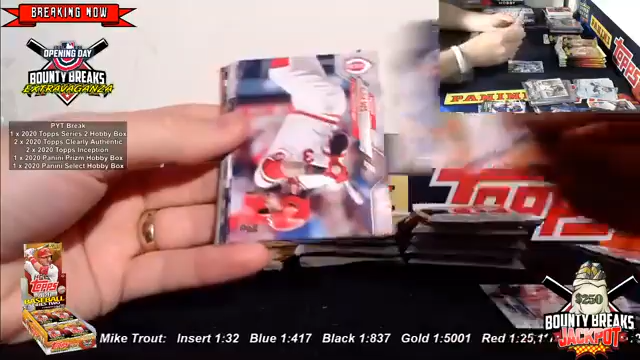 BREAKING NOW
OPENING DAY
BOUNTY BREAKS
EXTRAVAGANZA
PYT Break
1 x 2020 Topps Series 2 Hobby Box
2 x 2020 Topps Clearly Authentic
2 x 2020 Topps Inception
1 x 2020 Panini Prizm Hobby Box
1 x 2020 Panini Select Hobby Box
PANINI
PANINI
Topps
Topps
TOPPS
BASEBALL
$250
BOUNTY BREAKS
JACKPOT
Mike Trout: Insert 1:32 Blue 1:417 Black 1:837 Gold 1:5001 Red